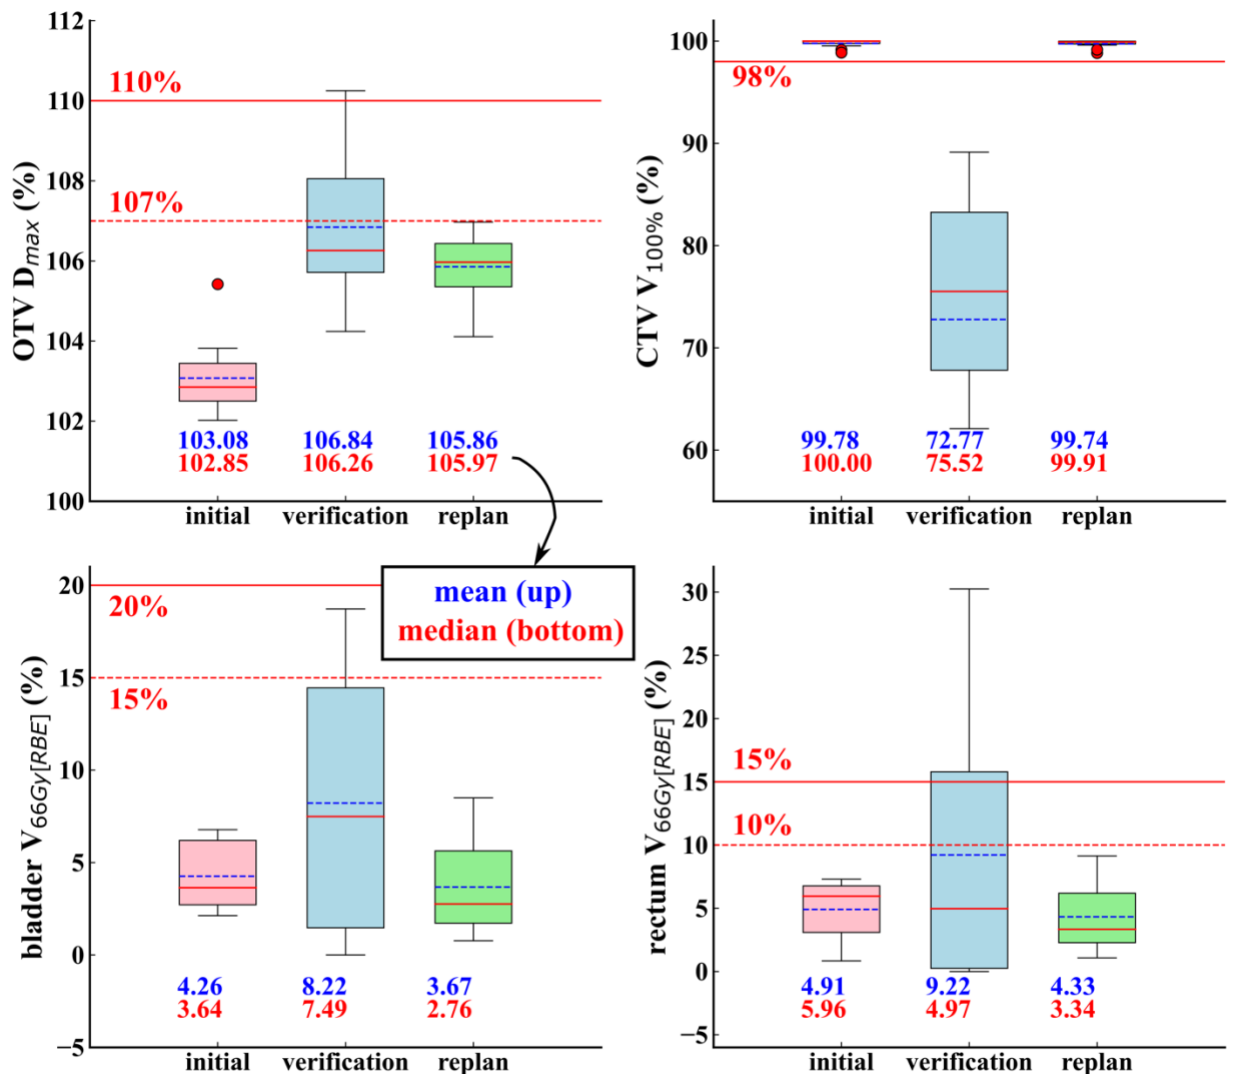 112
110
108
106
104
102
100
OTV D_max (%)
110%
107%
103.08 106.84 105.86
102.85 106.26 105.97
initial verification replan
100
90
80
70
60
CTV V_100% (%)
98%
99.78 72.77 99.74
100.00 75.52 99.91
initial verification replan
mean (up)
median (bottom)
20
15
10
5
0
−5
bladder V_66Gy[RBE] (%)
20%
15%
4.26 8.22 3.67
3.64 7.49 2.76
initial verification replan
30
25
20
15
10
5
0
−5
rectum V_66Gy[RBE] (%)
15%
10%
4.91 9.22 4.33
5.96 4.97 3.34
initial verification replan